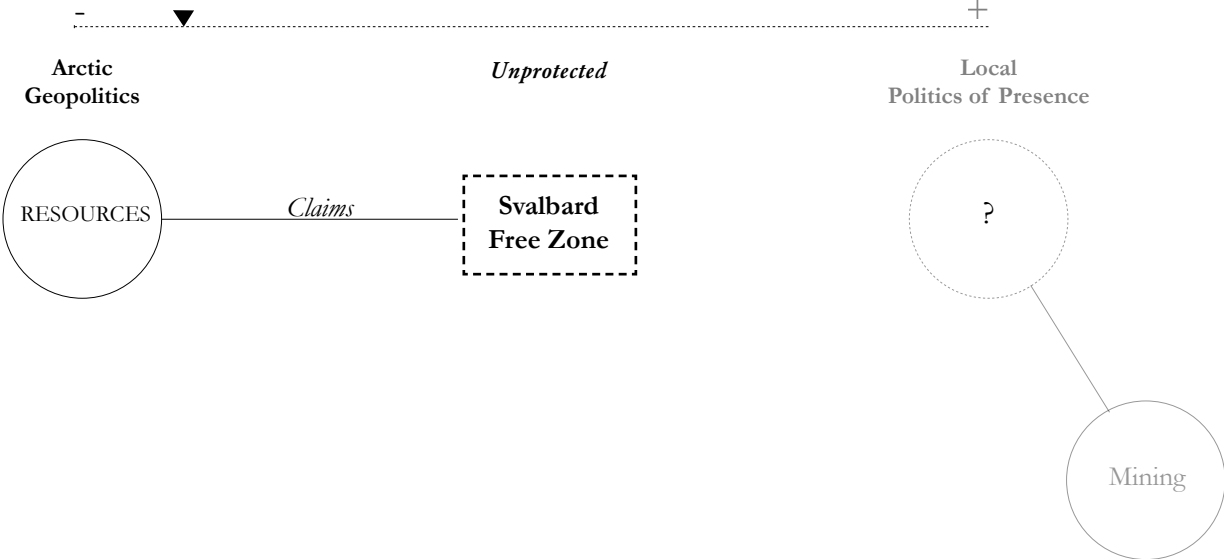 - +
Arctic
Geopolitics
Unprotected
Local
Politics of Presence
RESOURCES
Claims
Svalbard
Free Zone
?
Mining